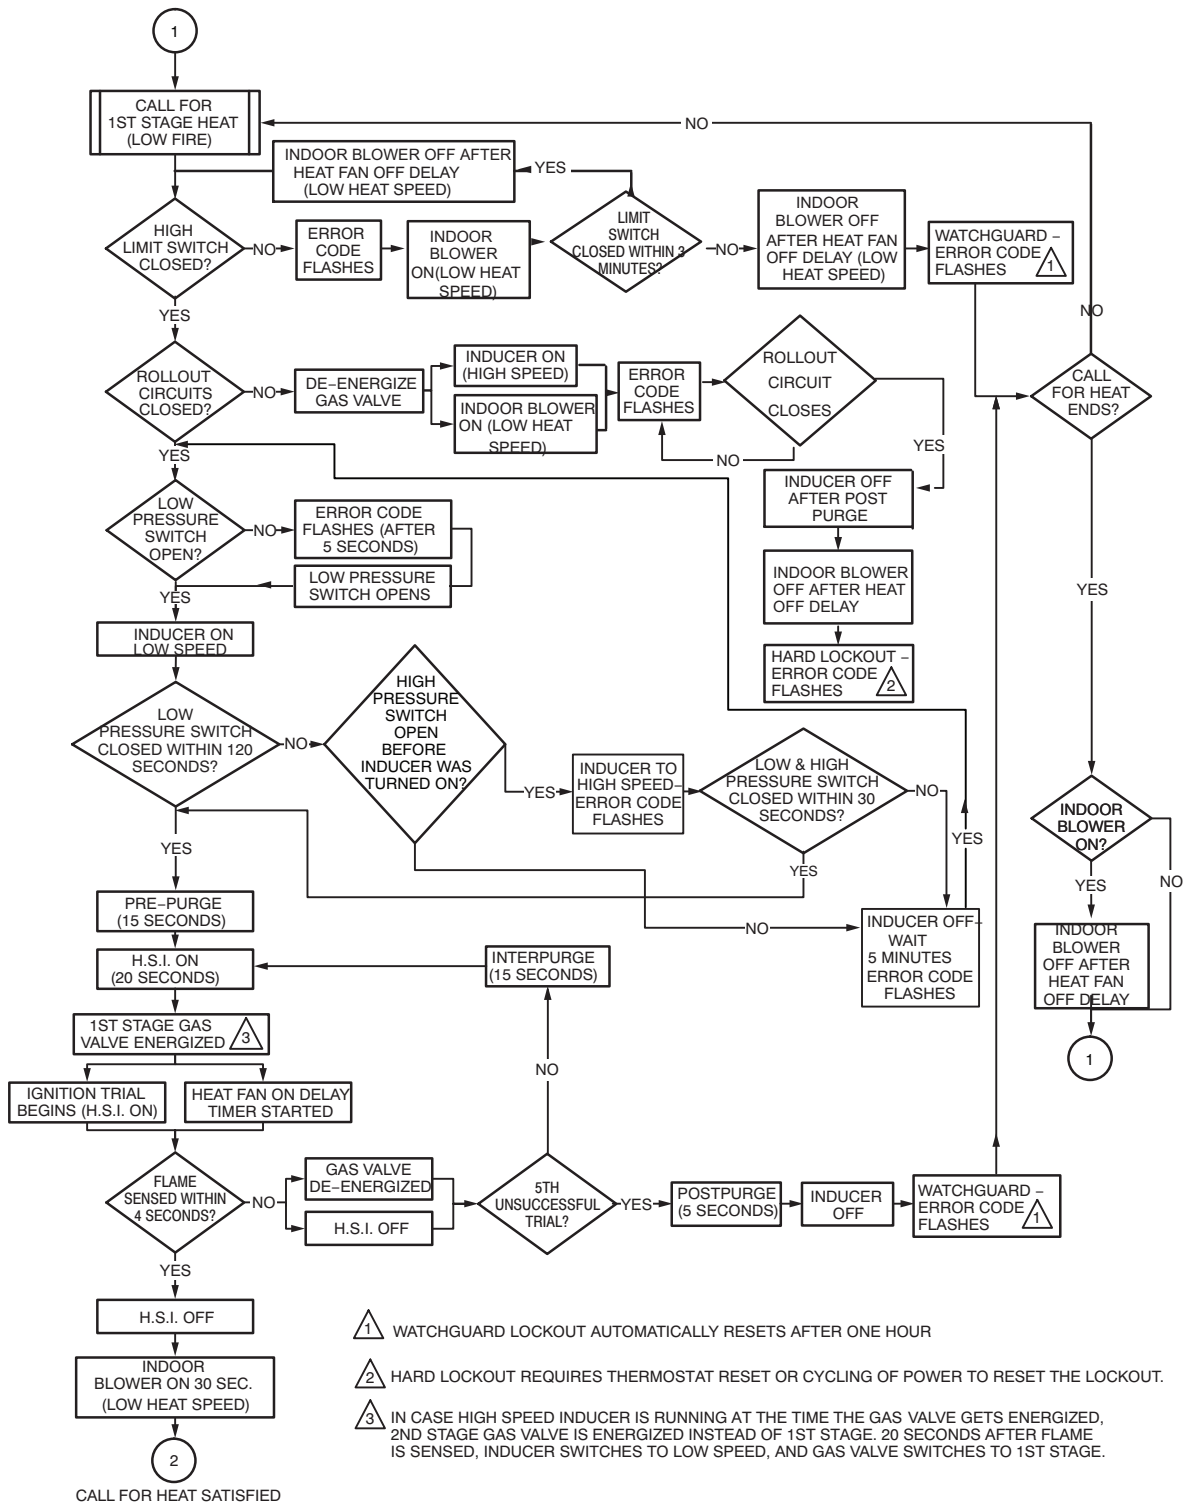 1
CALL FOR
1ST STAGE HEAT
(LOW FIRE)
NO
INDOOR BLOWER OFF AFTER
HEAT FAN OFF DELAY
(LOW HEAT SPEED)
YES
HIGH
LIMIT SWITCH
CLOSED?
NO
ERROR
CODE
FLASHES
INDOOR
BLOWER
ON(LOW HEAT
SPEED)
LIMIT
SWITCH
CLOSED WITHIN 3
MINUTES?
NO
INDOOR
BLOWER OFF
AFTER HEAT FAN
OFF DELAY (LOW
HEAT SPEED)
WATCHGUARD –
ERROR CODE
FLASHES
1
NO
YES
ROLLOUT
CIRCUITS
CLOSED?
NO
DE–ENERGIZE
GAS VALVE
INDUCER ON
(HIGH SPEED)
INDOOR BLOWER
ON (LOW HEAT
SPEED)
ERROR
CODE
FLASHES
ROLLOUT
CIRCUIT
CLOSES
NO
YES
CALL
FOR HEAT
ENDS?
YES
INDUCER OFF
AFTER POST
PURGE
INDOOR BLOWER
OFF AFTER HEAT
OFF DELAY
HARD LOCKOUT –
ERROR CODE
FLASHES
2
YES
LOW
PRESSURE
SWITCH
OPEN?
NO
ERROR CODE
FLASHES (AFTER
5 SECONDS)
LOW PRESSURE
SWITCH OPENS
YES
INDUCER ON
LOW SPEED
LOW
PRESSURE SWITCH
CLOSED WITHIN 120
SECONDS?
NO
HIGH
PRESSURE
SWITCH
OPEN
BEFORE
INDUCER WAS
TURNED ON?
YES
INDUCER TO
HIGH SPEED–
ERROR CODE
FLASHES
LOW & HIGH
PRESSURE SWITCH
CLOSED WITHIN 30
SECONDS?
NO
YES
YES
INDOOR
BLOWER
ON?
YES
NO
YES
PRE–PURGE
(15 SECONDS)
NO
INDUCER OFF–
WAIT
5 MINUTES
ERROR CODE
FLASHES
INDOOR
BLOWER
OFF AFTER
HEAT FAN
OFF DELAY
1
H.S.I. ON
(20 SECONDS)
INTERPURGE
(15 SECONDS)
1ST STAGE GAS
VALVE ENERGIZED
3
NO
IGNITION TRIAL
BEGINS (H.S.I. ON)
HEAT FAN ON DELAY
TIMER STARTED
FLAME
SENSED WITHIN
4 SECONDS?
NO
GAS VALVE
DE–ENERGIZED
H.S.I. OFF
5TH
UNSUCCESSFUL
TRIAL?
YES
POSTPURGE
(5 SECONDS)
INDUCER
OFF
WATCHGUARD –
ERROR CODE
FLASHES
1
YES
H.S.I. OFF
INDOOR
BLOWER ON 30 SEC.
(LOW HEAT SPEED)
2
CALL FOR HEAT SATISFIED
1 WATCHGUARD LOCKOUT AUTOMATICALLY RESETS AFTER ONE HOUR
2 HARD LOCKOUT REQUIRES THERMOSTAT RESET OR CYCLING OF POWER TO RESET THE LOCKOUT.
3 IN CASE HIGH SPEED INDUCER IS RUNNING AT THE TIME THE GAS VALVE GETS ENERGIZED,
2ND STAGE GAS VALVE IS ENERGIZED INSTEAD OF 1ST STAGE. 20 SECONDS AFTER FLAME
IS SENSED, INDUCER SWITCHES TO LOW SPEED, AND GAS VALVE SWITCHES TO 1ST STAGE.